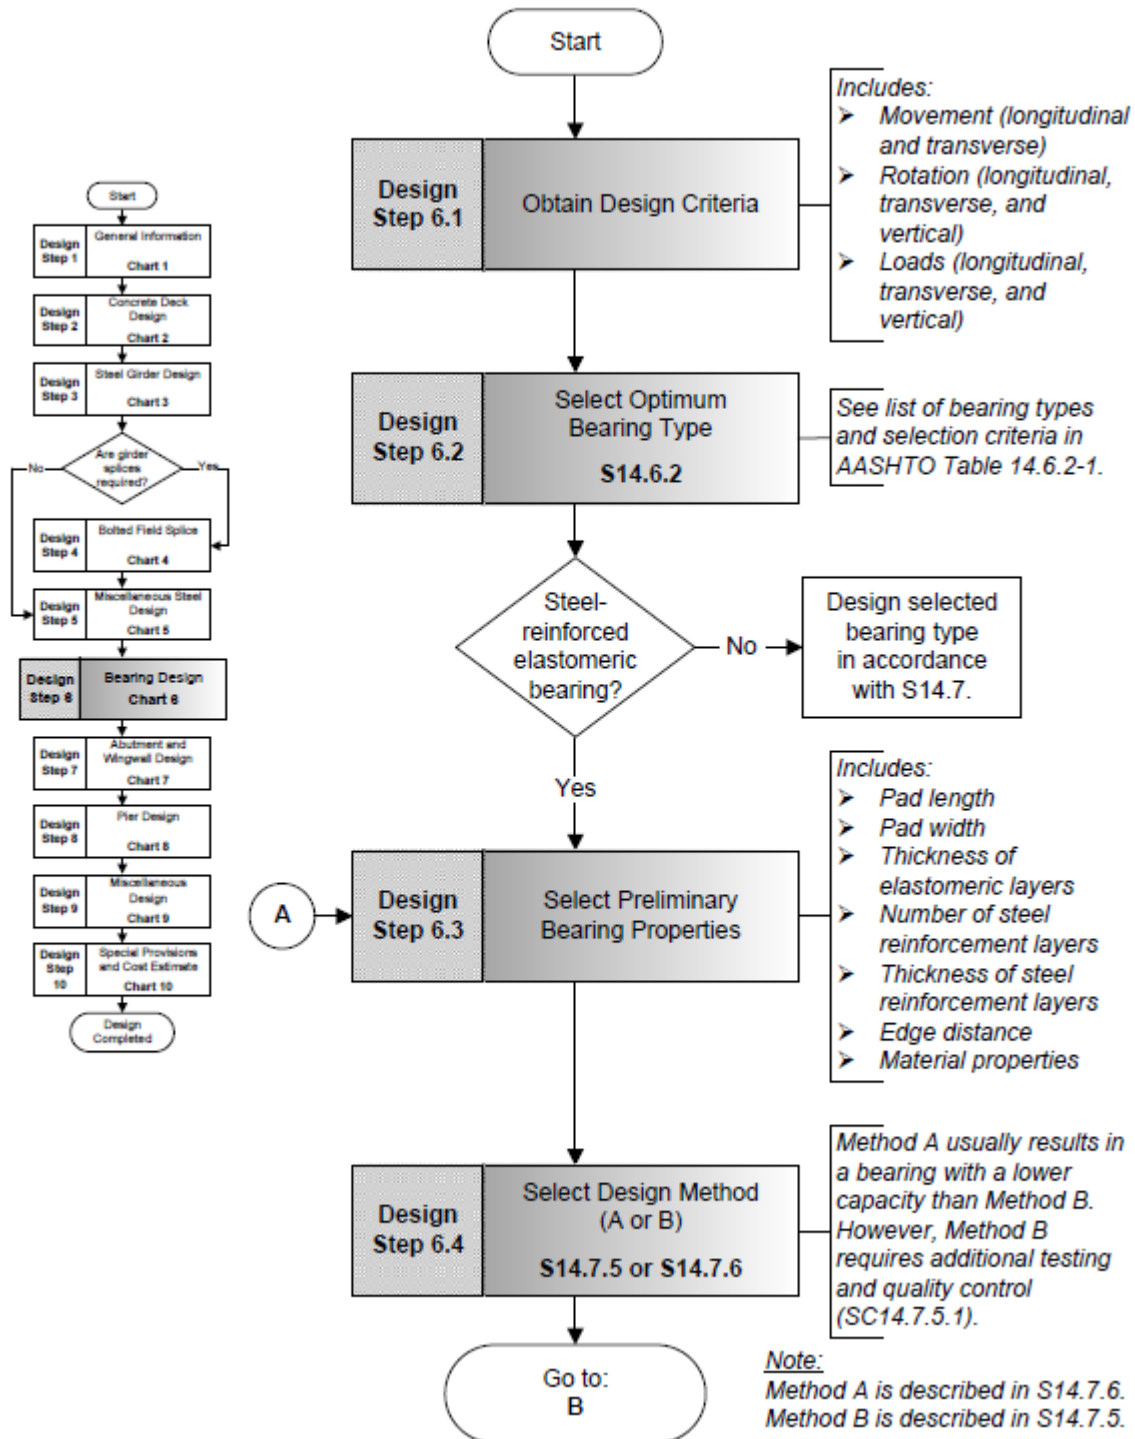 Start
General Information
Design
Step 1
Chart 1
Concrete Deck
Design
Design
Step 2
Chart 2
Steel Girder Design
Design
Step 3
Chart 3
Are girder
splices
required?
No
Yes
Bolted Field Splice
Design
Step 4
Chart 4
Miscellaneous Steel
Design
Design
Step 5
Chart 5
Design
Step 6
Bearing Design
Chart 6
Abutment and
Wingwall Design
Design
Step 7
Chart 7
Pier Design
Design
Step 8
Chart 8
Miscellaneous
Design
Design
Step 9
Chart 9
Design
Step
10
Special Provisions
and Cost Estimate
Chart 10
Design
Completed
Start
Design
Step 6.1
Obtain Design Criteria
Includes:
➤ Movement (longitudinal
and transverse)
➤ Rotation (longitudinal,
transverse, and
vertical)
➤ Loads (longitudinal,
transverse, and
vertical)
Design
Step 6.2
Select Optimum
Bearing Type
S14.6.2
See list of bearing types
and selection criteria in
AASHTO Table 14.6.2-1.
Steel-
reinforced
elastomeric
bearing?
No
Design selected
bearing type
in accordance
with S14.7.
Yes
A
Design
Step 6.3
Select Preliminary
Bearing Properties
Includes:
➤ Pad length
➤ Pad width
➤ Thickness of
elastomeric layers
➤ Number of steel
reinforcement layers
➤ Thickness of steel
reinforcement layers
➤ Edge distance
➤ Material properties
Design
Step 6.4
Select Design Method
(A or B)
S14.7.5 or S14.7.6
Method A usually results in
a bearing with a lower
capacity than Method B.
However, Method B
requires additional testing
and quality control
(SC14.7.5.1).
Go to:
B
Note:
Method A is described in S14.7.6.
Method B is described in S14.7.5.